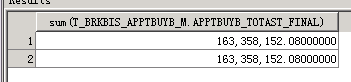 Results
sum(T_BRKBIS_APPTBUYB_M.APPTBUYB_TOTAST_FINAL)
1 163,358,152.08000000
2 163,358,152.08000000